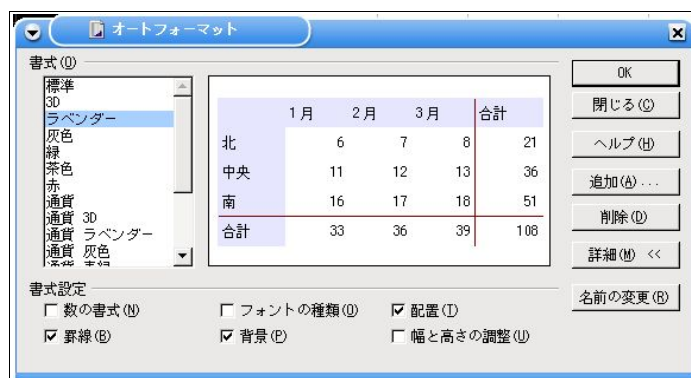 オートフォーマット
書式(O)
標準
3D
ラベンダー
灰色
緑
茶色
赤
通貨
通貨 3D
通貨 ラベンダー
通貨 灰色
1月 2月 3月 合計
北 6 7 8 21
中央 11 12 13 36
南 16 17 18 51
合計 33 36 39 108
OK
閉じる(C)
ヘルプ(H)
追加(A)...
削除(D)
詳細(M) <<
名前の変更(R)
書式設定
数の書式(N) フォントの種類(O) 配置(T)
罫線(B) 背景(P) 幅と高さの調整(U)